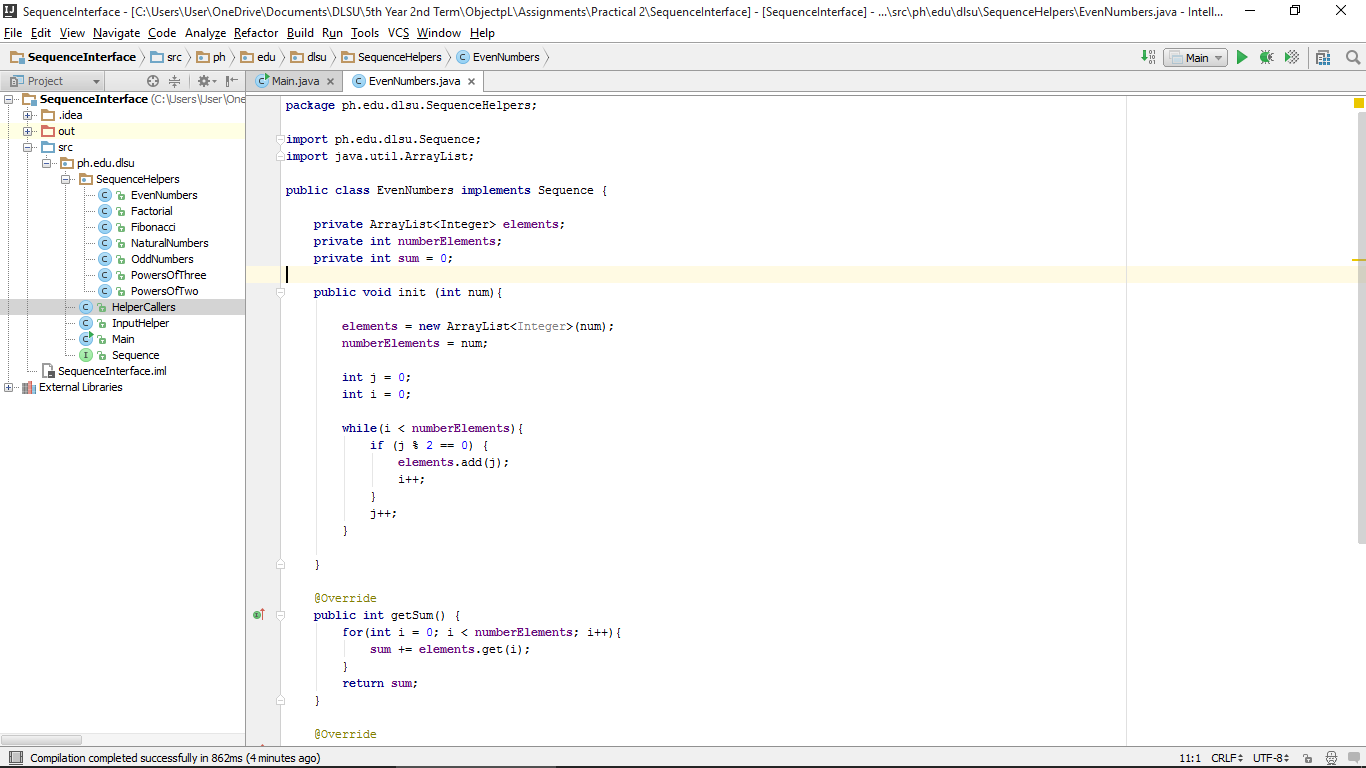 SequenceInterface - [C:\Users\User\OneDrive\Documents\DLSU\5th Year 2nd Term\ObjectpL\Assignments\Practical 2\SequenceInterface] - [SequenceInterface] - ...\src\ph\edu\dlsu\SequenceHelpers\EvenNumbers.java - Intell...
File Edit View Navigate Code Analyze Refactor Build Run Tools VCS Window Help
SequenceInterface src ph edu dlsu SequenceHelpers EvenNumbers Main
Project
SequenceInterface (C:\Users\User\One
.idea
out
src
ph.edu.dlsu
SequenceHelpers
EvenNumbers
Factorial
Fibonacci
NaturalNumbers
OddNumbers
PowersOfThree
PowersOfTwo
HelperCallers
InputHelper
Main
Sequence
SequenceInterface.iml
External Libraries
Main.java EvenNumbers.java
package ph.edu.dlsu.SequenceHelpers;
import ph.edu.dlsu.Sequence;
import java.util.ArrayList;
public class EvenNumbers implements Sequence {
private ArrayList<Integer> elements;
private int numberElements;
private int sum = 0;
public void init (int num){
elements = new ArrayList<Integer>(num);
numberElements = num;
int j = 0;
int i = 0;
while(i < numberElements){
if (j % 2 == 0) {
elements.add(j);
i++;
}
j++;
}
}
@Override
public int getSum() {
for(int i = 0; i < numberElements; i++){
sum += elements.get(i);
}
return sum;
}
@Override
Compilation completed successfully in 862ms (4 minutes ago) 11:1 CRLF UTF-8